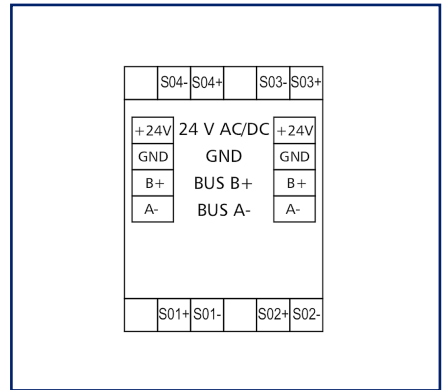 S04- S04+ S03- S03+
+24V 24 V AC/DC +24V
GND GND GND
B+ BUS B+ B+
A- BUS A- A-
S01+ S01- S02+ S02-